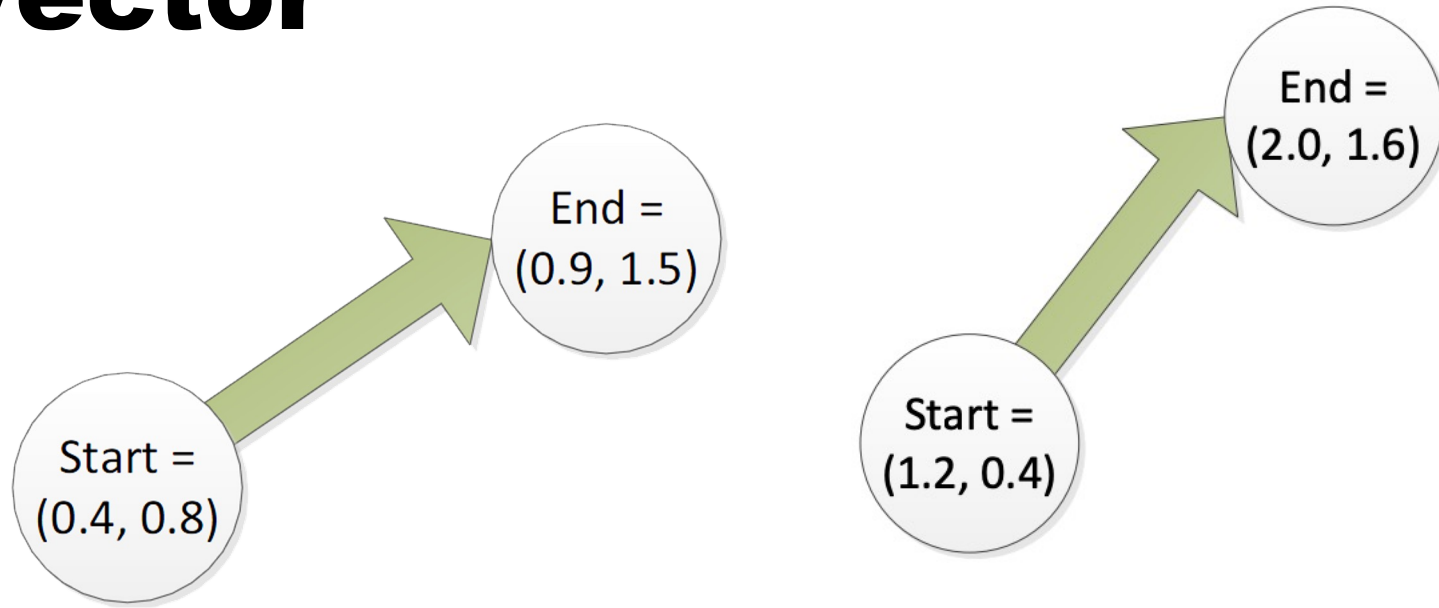 vector
End =
(0.9, 1.5)
Start =
(0.4, 0.8)
End =
(2.0, 1.6)
Start =
(1.2, 0.4)